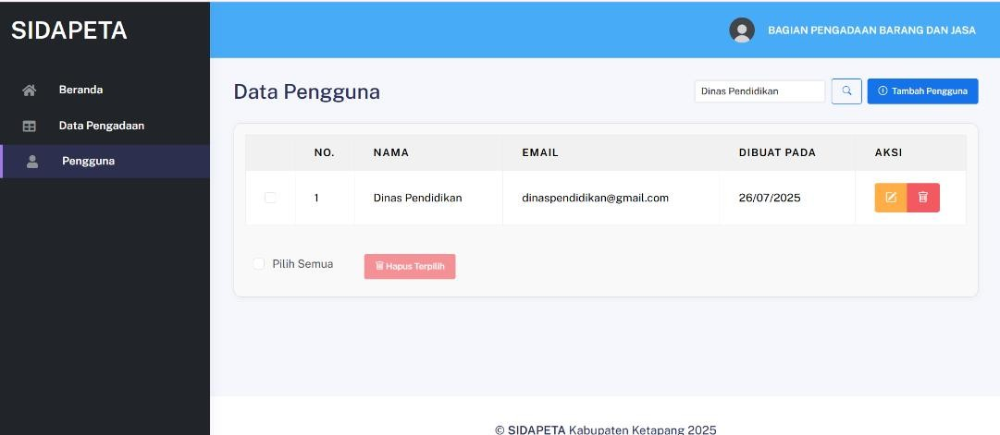 SIDAPETA
BAGIAN PENGADAAN BARANG DAN JASA
Beranda
Data Pengadaan
Pengguna
Data Pengguna
Dinas Pendidikan
Tambah Pengguna
NO. NAMA EMAIL DIBUAT PADA AKSI
1 Dinas Pendidikan dinaspendidikan@gmail.com 26/07/2025
Pilih Semua
Hapus Terpilih
© SIDAPETA Kabupaten Ketapang 2025